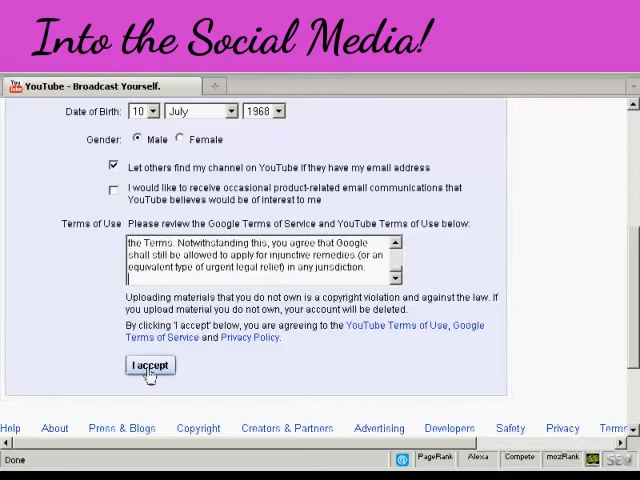 Into the Social Media!
YouTube - Broadcast Yourself.
Date of Birth: 10 July 1968
Gender: Male Female
Let others find my channel on YouTube if they have my email address
I would like to receive occasional product-related email communications that
YouTube believes would be of interest to me
Terms of Use Please review the Google Terms of Service and YouTube Terms of Use below:
the Terms. Notwithstanding this, you agree that Google
shall still be allowed to apply for injunctive remedies (or an
equivalent type of urgent legal relief) in any jurisdiction.
Uploading materials that you do not own is a copyright violation and against the law. If
you upload material you do not own, your account will be deleted.
By clicking 'I accept' below, you are agreeing to the YouTube Terms of Use, Google
Terms of Service and Privacy Policy.
I accept
Help About Press & Blogs Copyright Creators & Partners Advertising Developers Safety Privacy Terms
Done PageRank Alexa Compete mozRank SEO